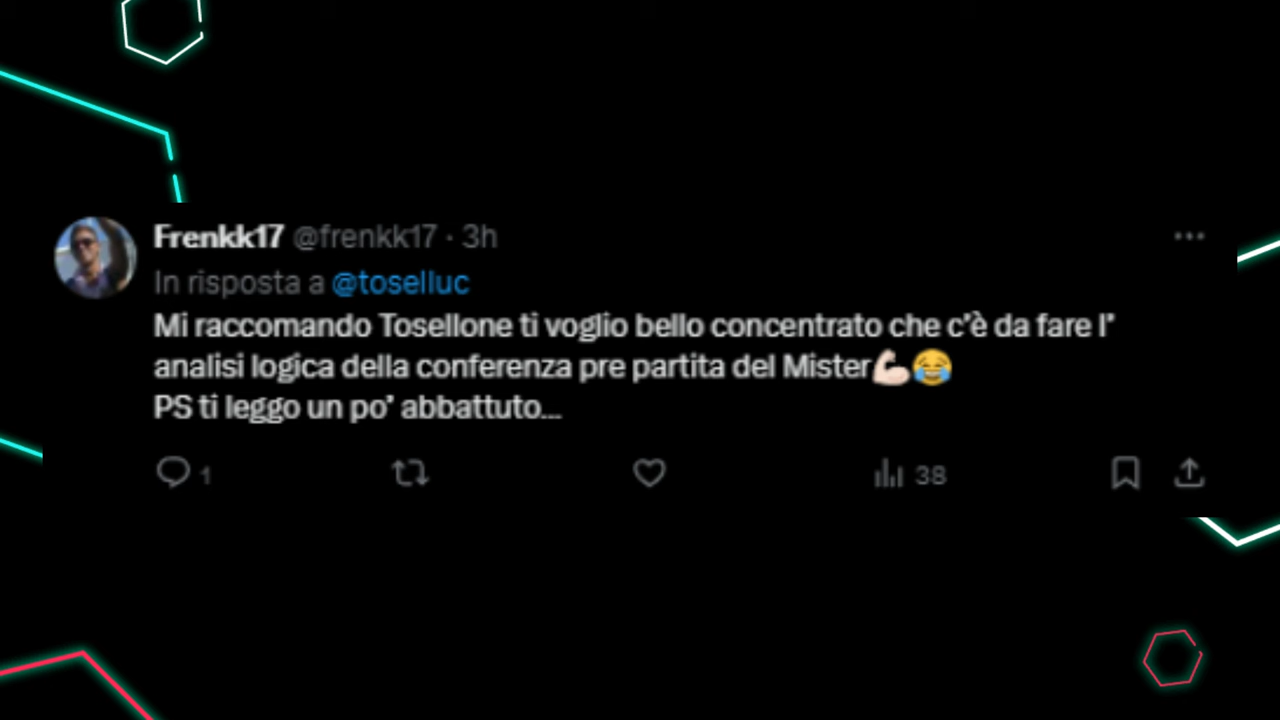 Frenkk17 @frenkk17 · 3h
In risposta a @toselluc
Mi raccomando Tosellone ti voglio bello concentrato che c'è da fare l'
analisi logica della conferenza pre partita del Mister💪🏻😂
PS ti leggo un po' abbattuto...
1 38